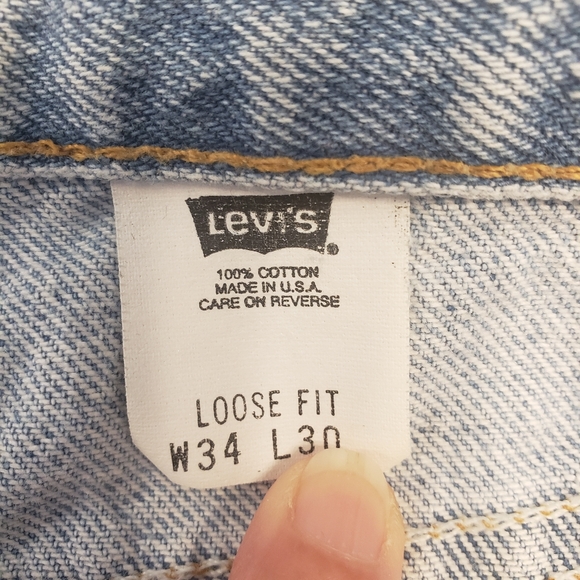 Levi's
100% COTTON
MADE IN U.S.A.
CARE ON REVERSE
LOOSE FIT
W34 L30